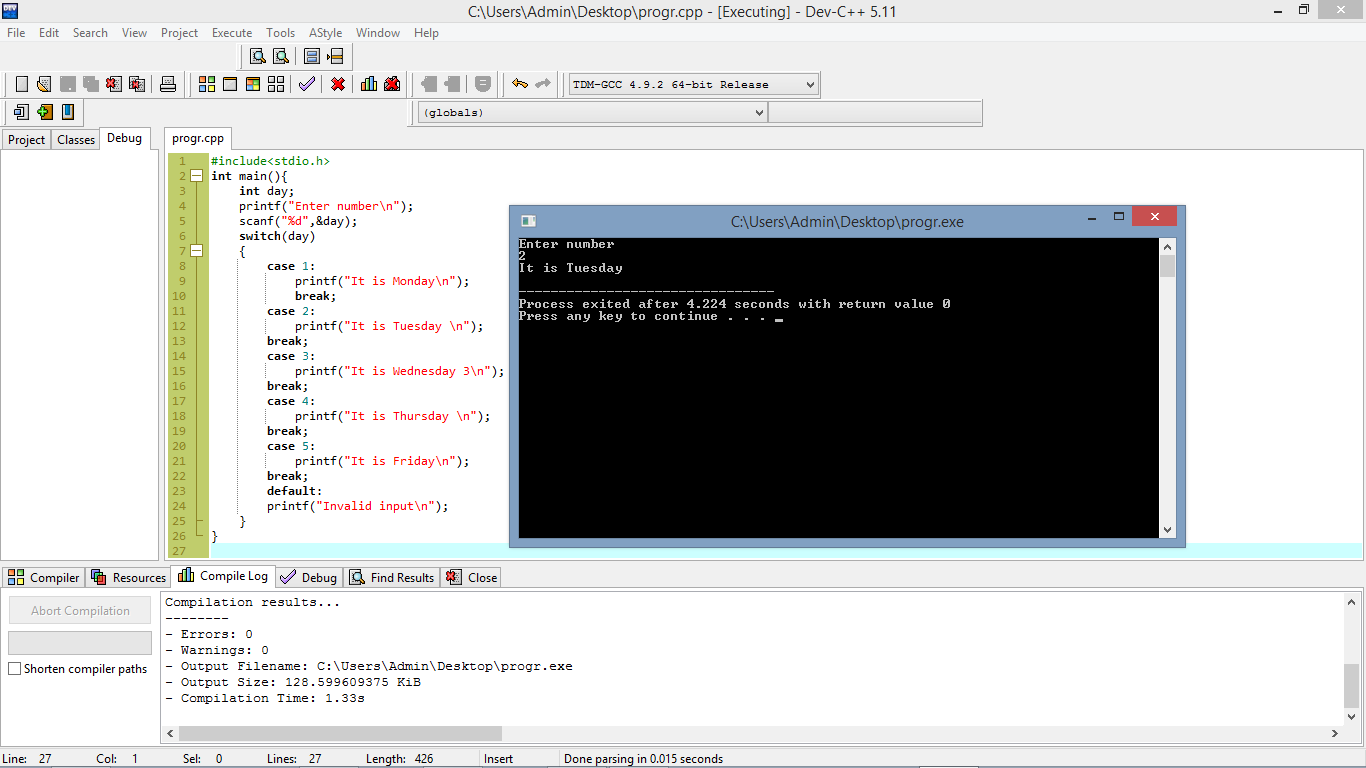 C:\Users\Admin\Desktop\progr.cpp - [Executing] - Dev-C++ 5.11
File Edit Search View Project Execute Tools AStyle Window Help
TDM-GCC 4.9.2 64-bit Release
(globals)
Project Classes Debug
progr.cpp
1 #include<stdio.h>
2 int main(){
3 int day;
4 printf("Enter number\n");
5 scanf("%d",&day);
6 switch(day)
7 {
8 case 1:
9 printf("It is Monday\n");
10 break;
11 case 2:
12 printf("It is Tuesday \n");
13 break;
14 case 3:
15 printf("It is Wednesday 3\n");
16 break;
17 case 4:
18 printf("It is Thursday \n");
19 break;
20 case 5:
21 printf("It is Friday\n");
22 break;
23 default:
24 printf("Invalid input\n");
25 }
26 }
27
C:\Users\Admin\Desktop\progr.exe
Enter number
2
It is Tuesday
--------------------------------
Process exited after 4.224 seconds with return value 0
Press any key to continue . . . _
Compiler Resources Compile Log Debug Find Results Close
Abort Compilation
Shorten compiler paths
Compilation results...
--------
- Errors: 0
- Warnings: 0
- Output Filename: C:\Users\Admin\Desktop\progr.exe
- Output Size: 128.599609375 KiB
- Compilation Time: 1.33s
Line: 27 Col: 1 Sel: 0 Lines: 27 Length: 426 Insert Done parsing in 0.015 seconds